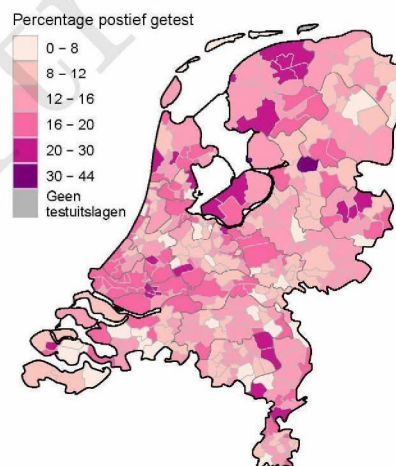 Percentage postief getest
0 – 8
8 – 12
12 – 16
16 – 20
20 – 30
30 – 44
Geen
testuitslagen